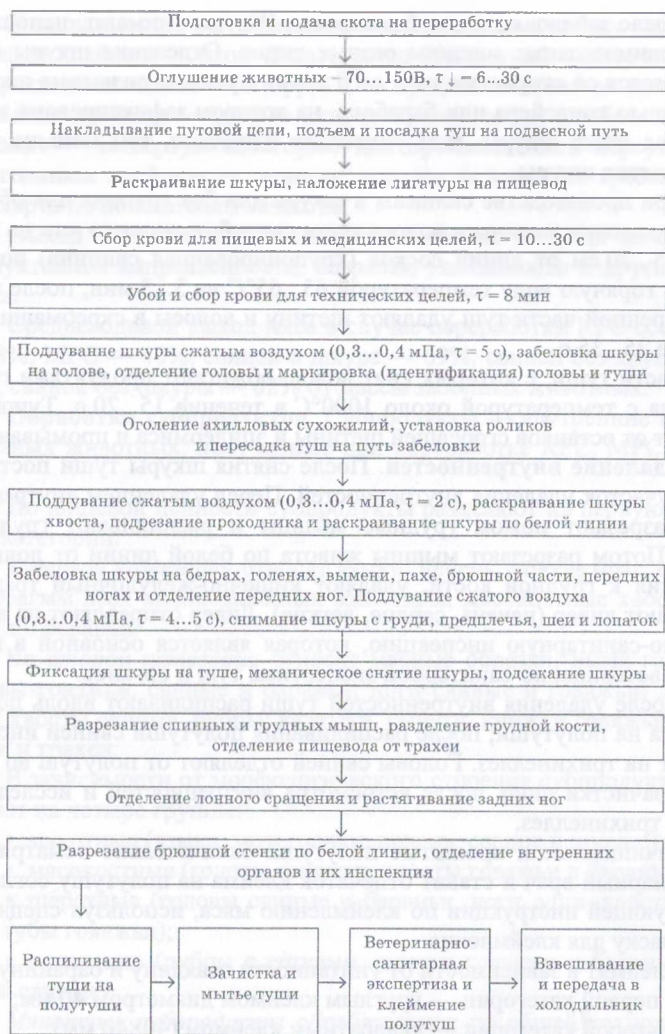 Подготовка и подача скота на переработку
Оглушение животных – 70...150В, τ ↓ = 6...30 с
Накладывание путовой цепи, подъем и посадка туш на подвесной путь
Раскраивание шкуры, наложение лигатуры на пищевод
Сбор крови для пищевых и медицинских целей, τ = 10...30 с
Убой и сбор крови для технических целей, τ = 8 мин
Поддувание шкуры сжатым воздухом (0,3...0,4 мПа, τ = 5 с), забеловка шкуры
на голове, отделение головы и маркировка (идентификация) головы и туши
Оголение ахилловых сухожилий, установка роликов
и пересадка туш на путь забеловки
Поддувание сжатым воздухом (0,3...0,4 мПа, τ = 2 с), раскраивание шкуры
хвоста, подрезание проходника и раскраивание шкуры по белой линии
Забеловка шкуры на бедрах, голенях, вымени, пахе, брюшной части, передних
ногах и отделение передних ног. Поддувание сжатого воздуха
(0,3...0,4 мПа, τ = 4...5 с), снимание шкуры с груди, предплечья, шеи и лопаток
Фиксация шкуры на туше, механическое снятие шкуры, подсекание шкуры
Разрезание спинных и грудных мышц, разделение грудной кости,
отделение пищевода от трахеи
Отделение лонного сращения и растягивание задних ног
Разрезание брюшной стенки по белой линии, отделение внутренних
органов и их инспекция
Распиливание
туши на
полутуши
Зачистка и
мытье туши
Ветеринарно-
санитарная
экспертиза и
клеймение
полутуш
Взвешивание
и передача в
холодильник